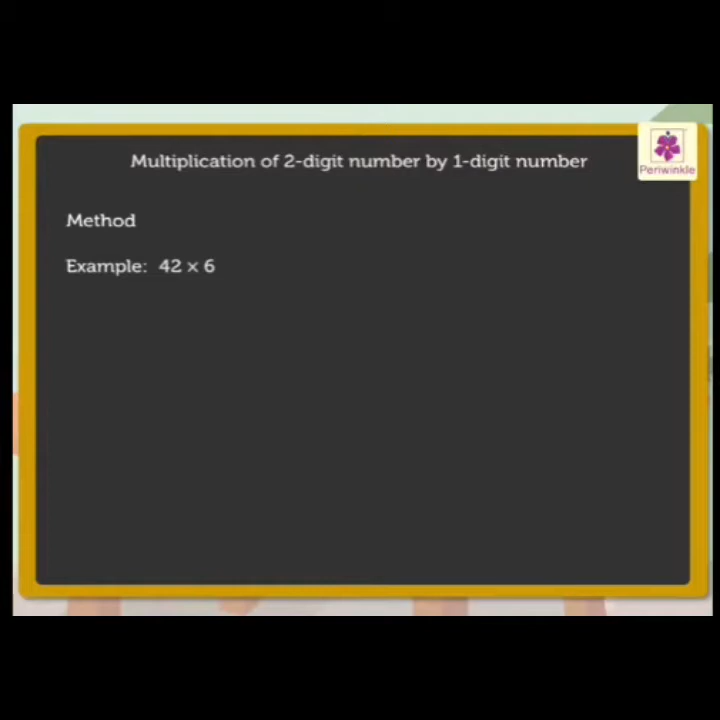 Multiplication of 2-digit number by 1-digit number
Periwinkle
Method
Example: 42 × 6